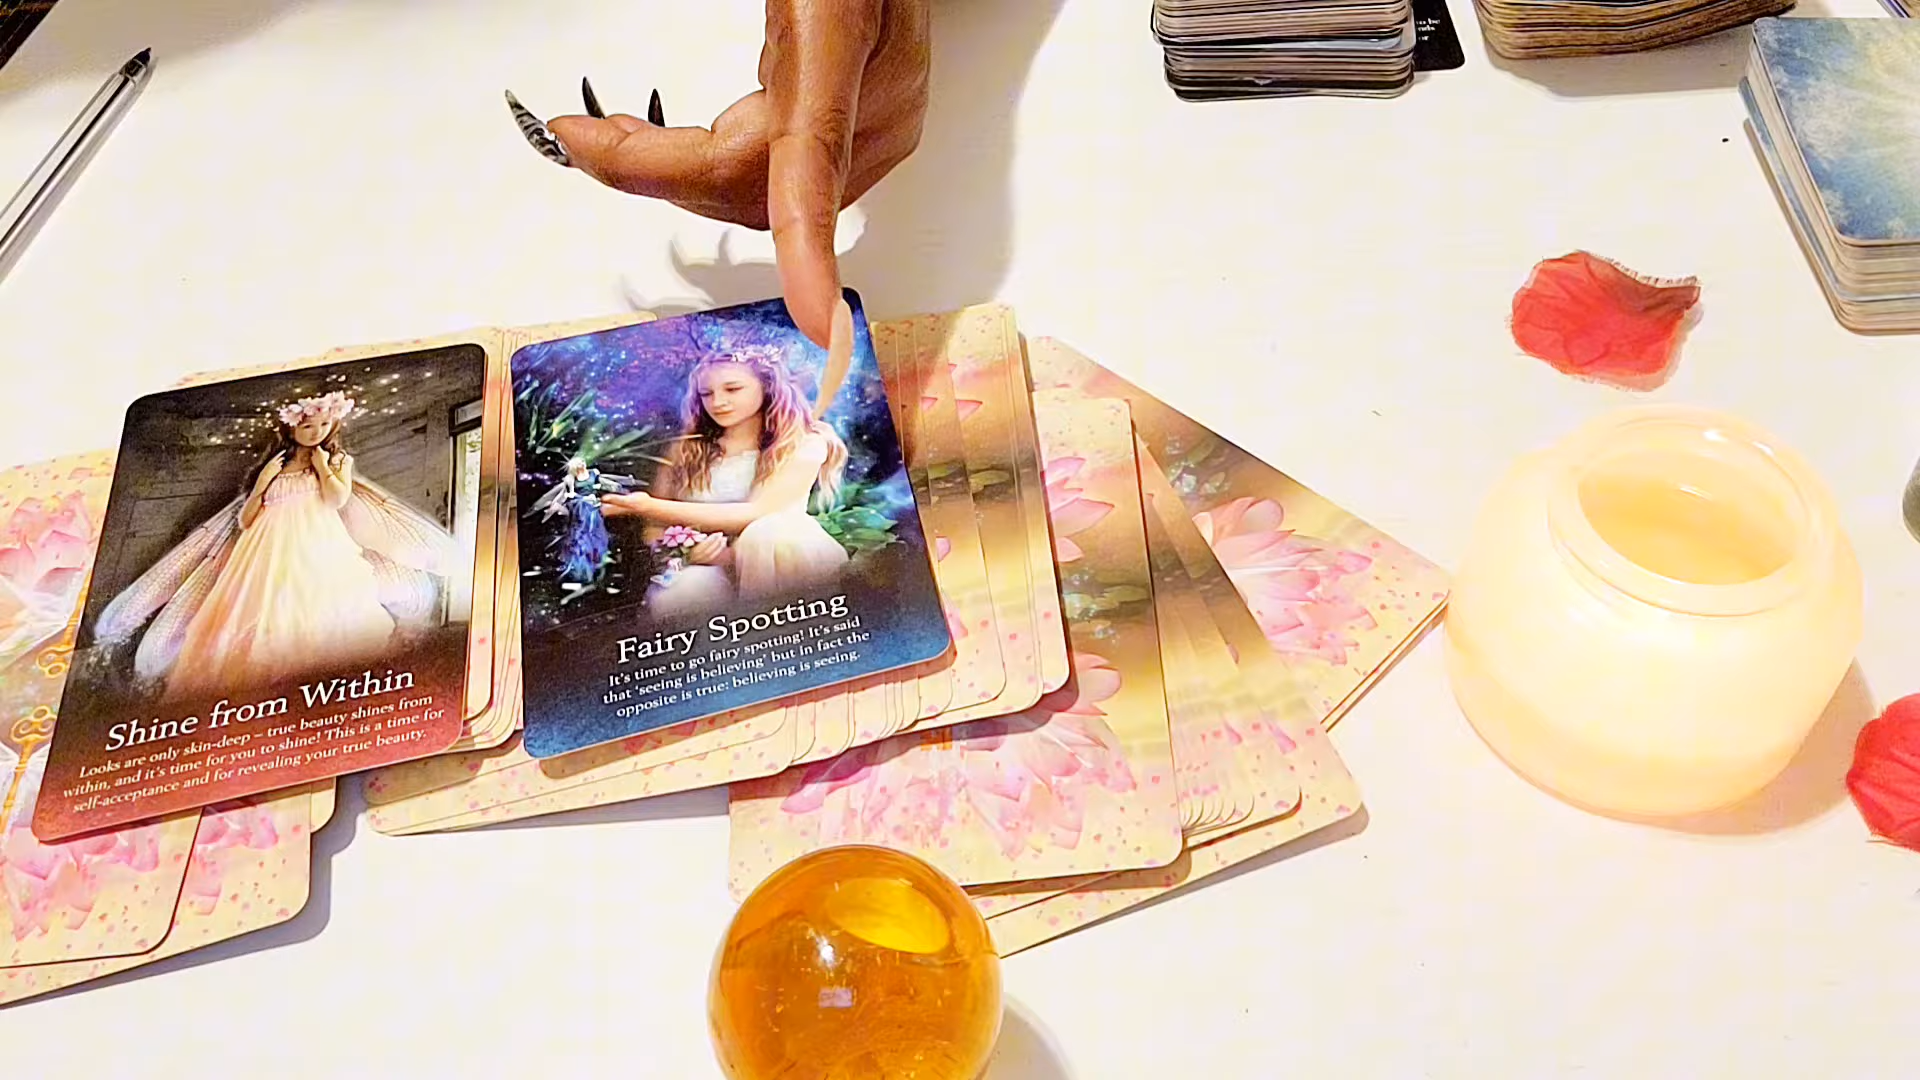 Shine from Within
Looks are only skin-deep – true beauty shines from
within, and it's time for you to shine! This is a time for
self-acceptance and for revealing your true beauty.
Fairy Spotting
It's time to go fairy spotting! It's said
that 'seeing is believing' but in fact the
opposite is true: believing is seeing.